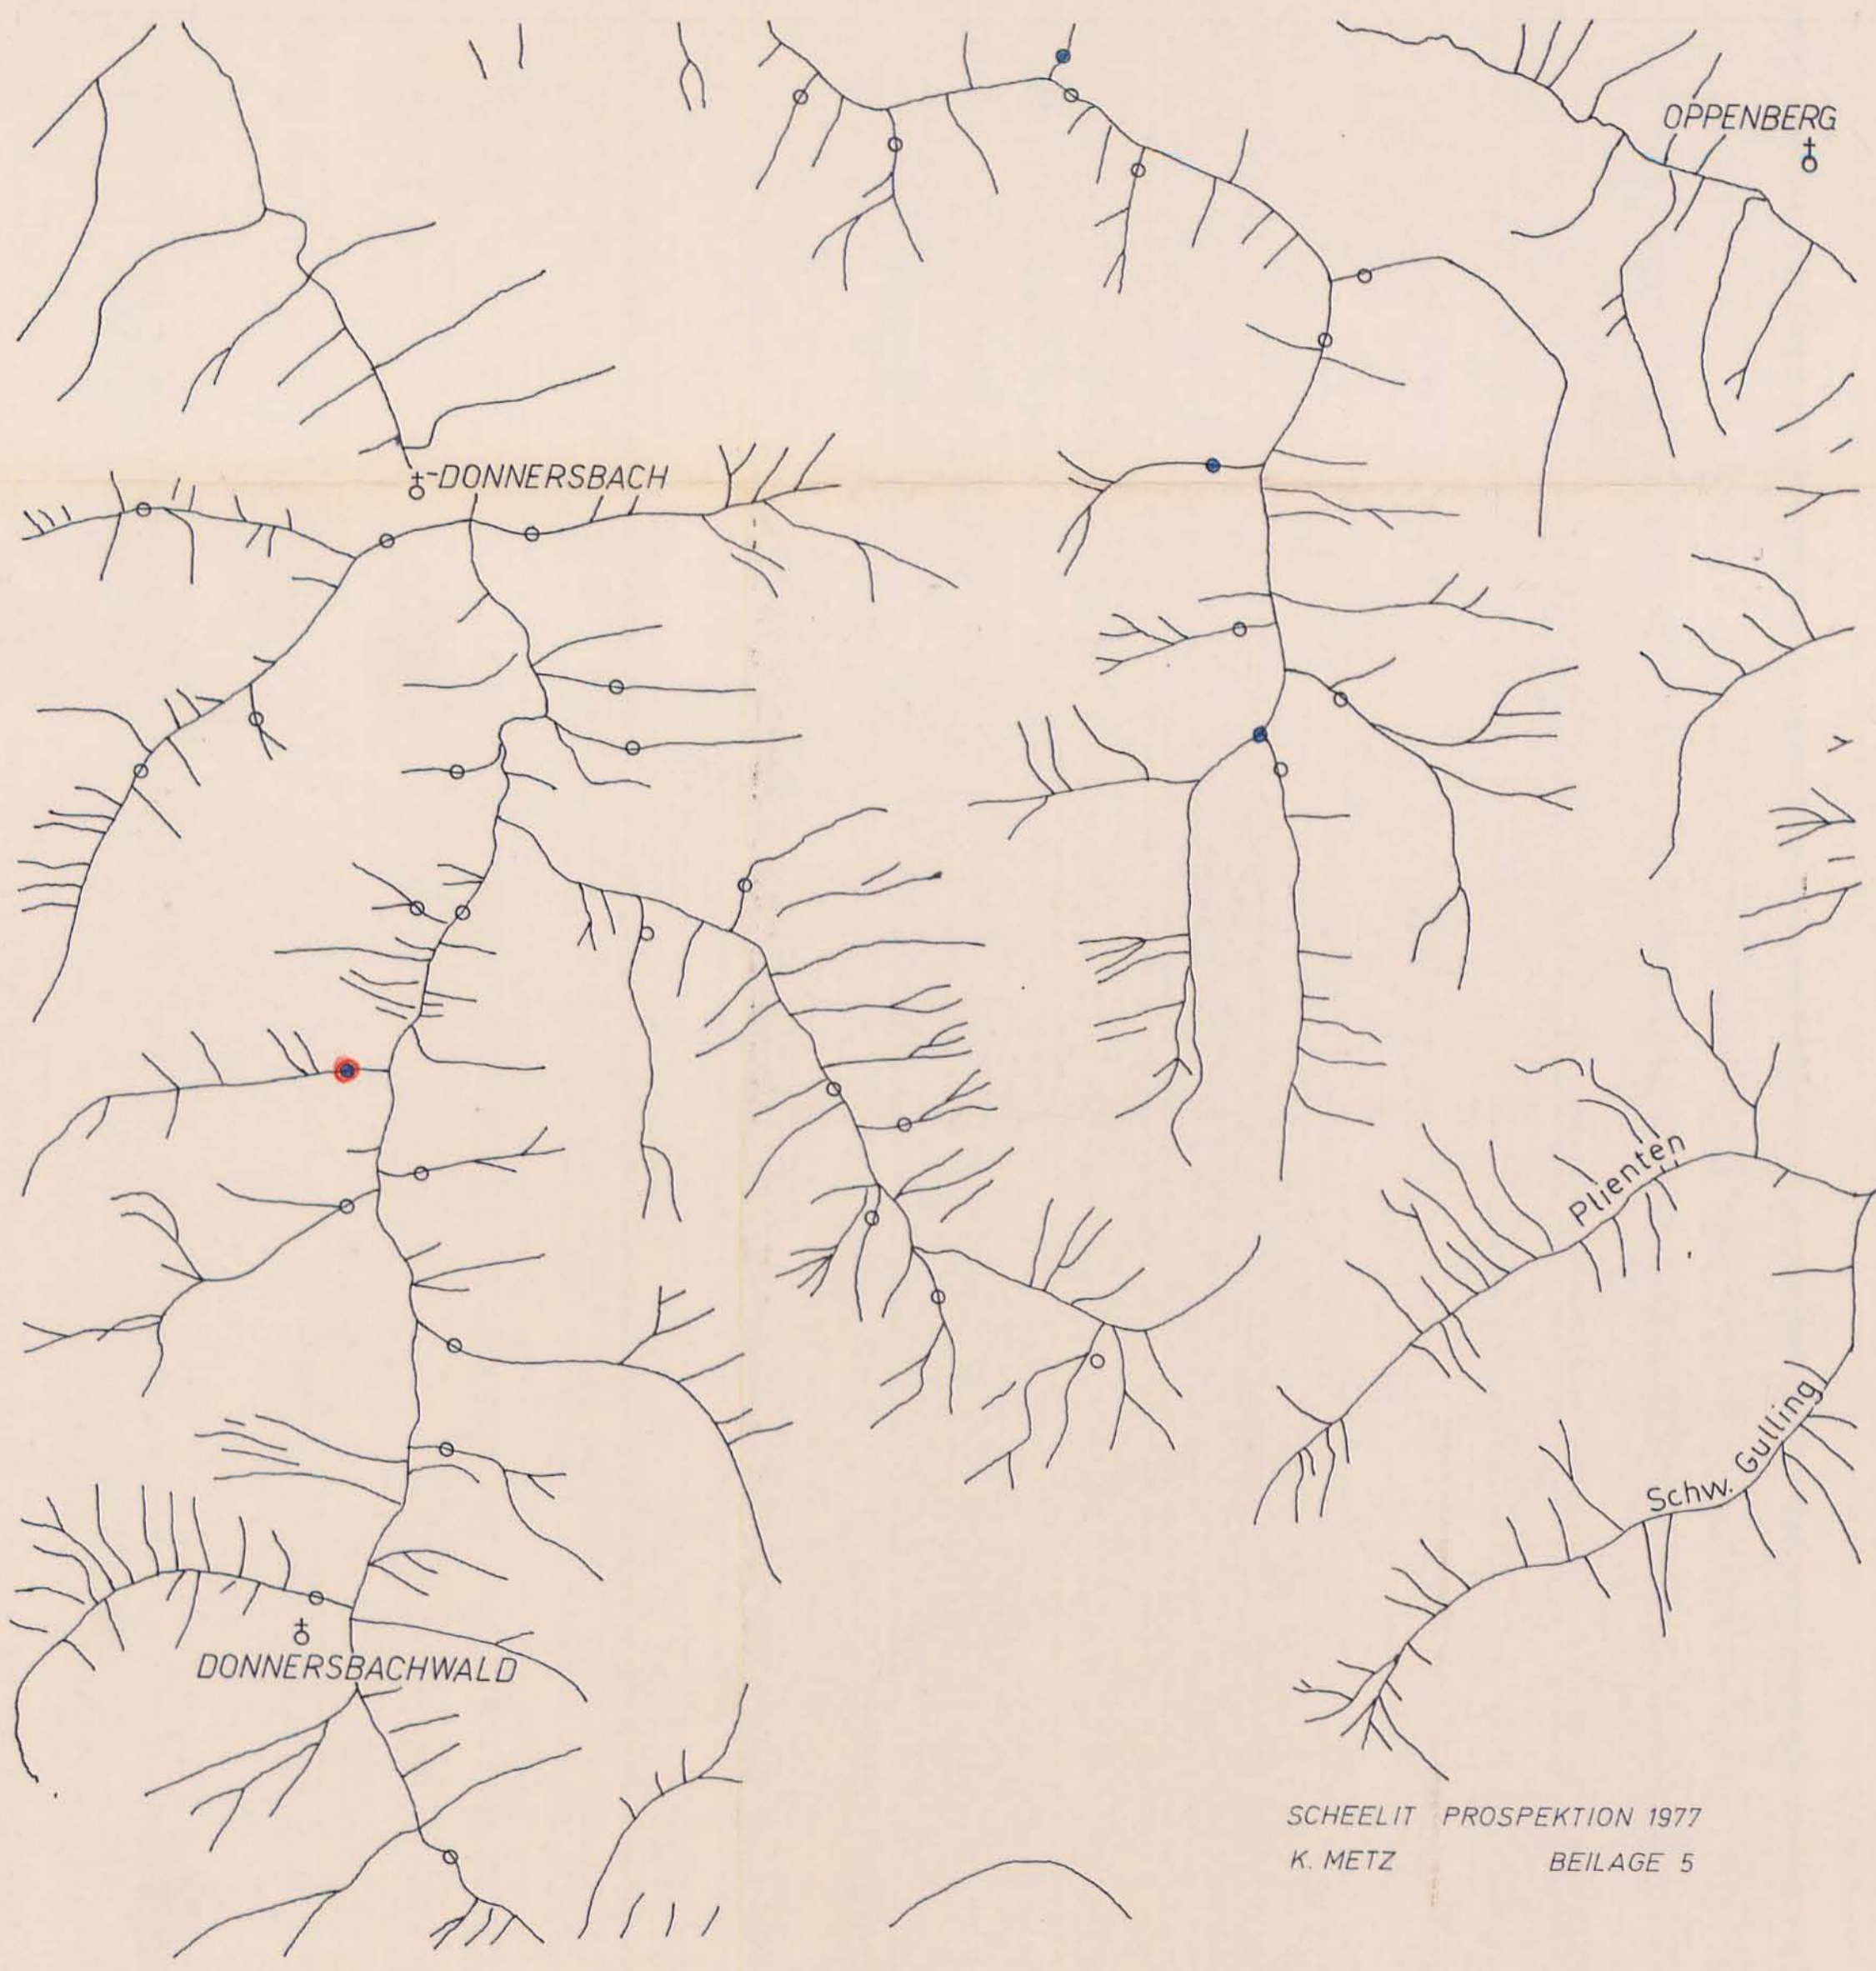 OPPENBERG
DONNERSBACH
Plienten
Schw. Gulling
DONNERSBACHWALD
SCHEELIT PROSPEKTION 1977
K. METZ BEILAGE 5